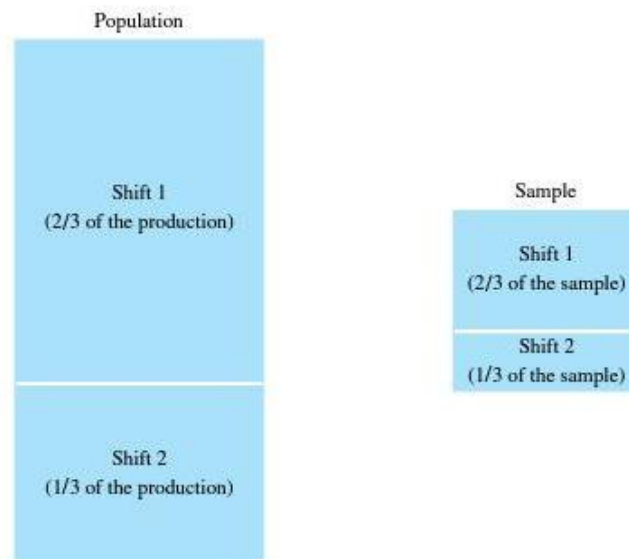 Population
Shift 1
(2/3 of the production)
Shift 2
(1/3 of the production)
Sample
Shift 1
(2/3 of the sample)
Shift 2
(1/3 of the sample)